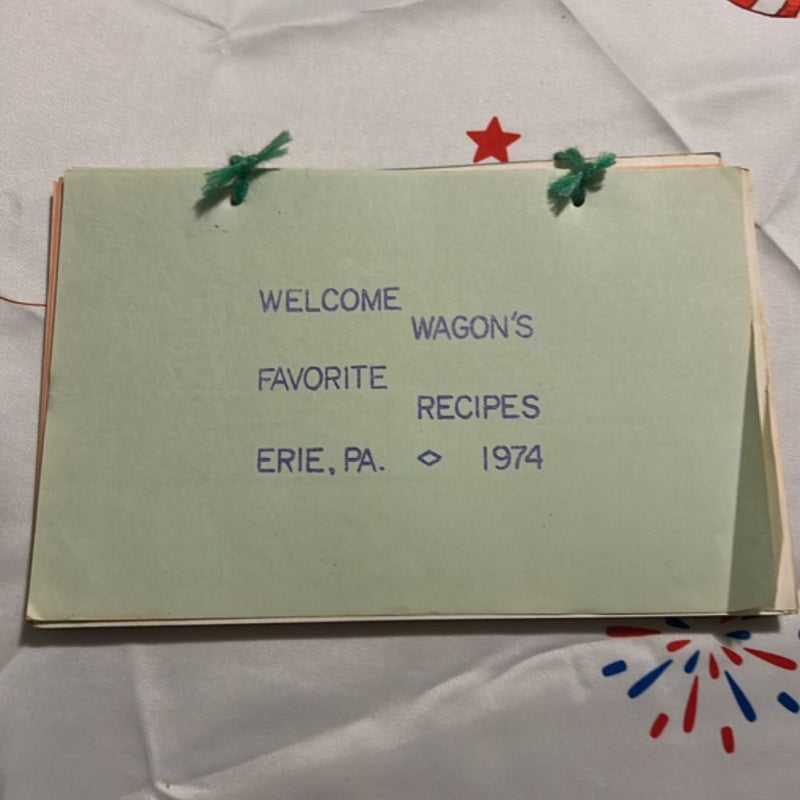 WELCOME
WAGON'S
FAVORITE
RECIPES
ERIE, PA. ◇ 1974